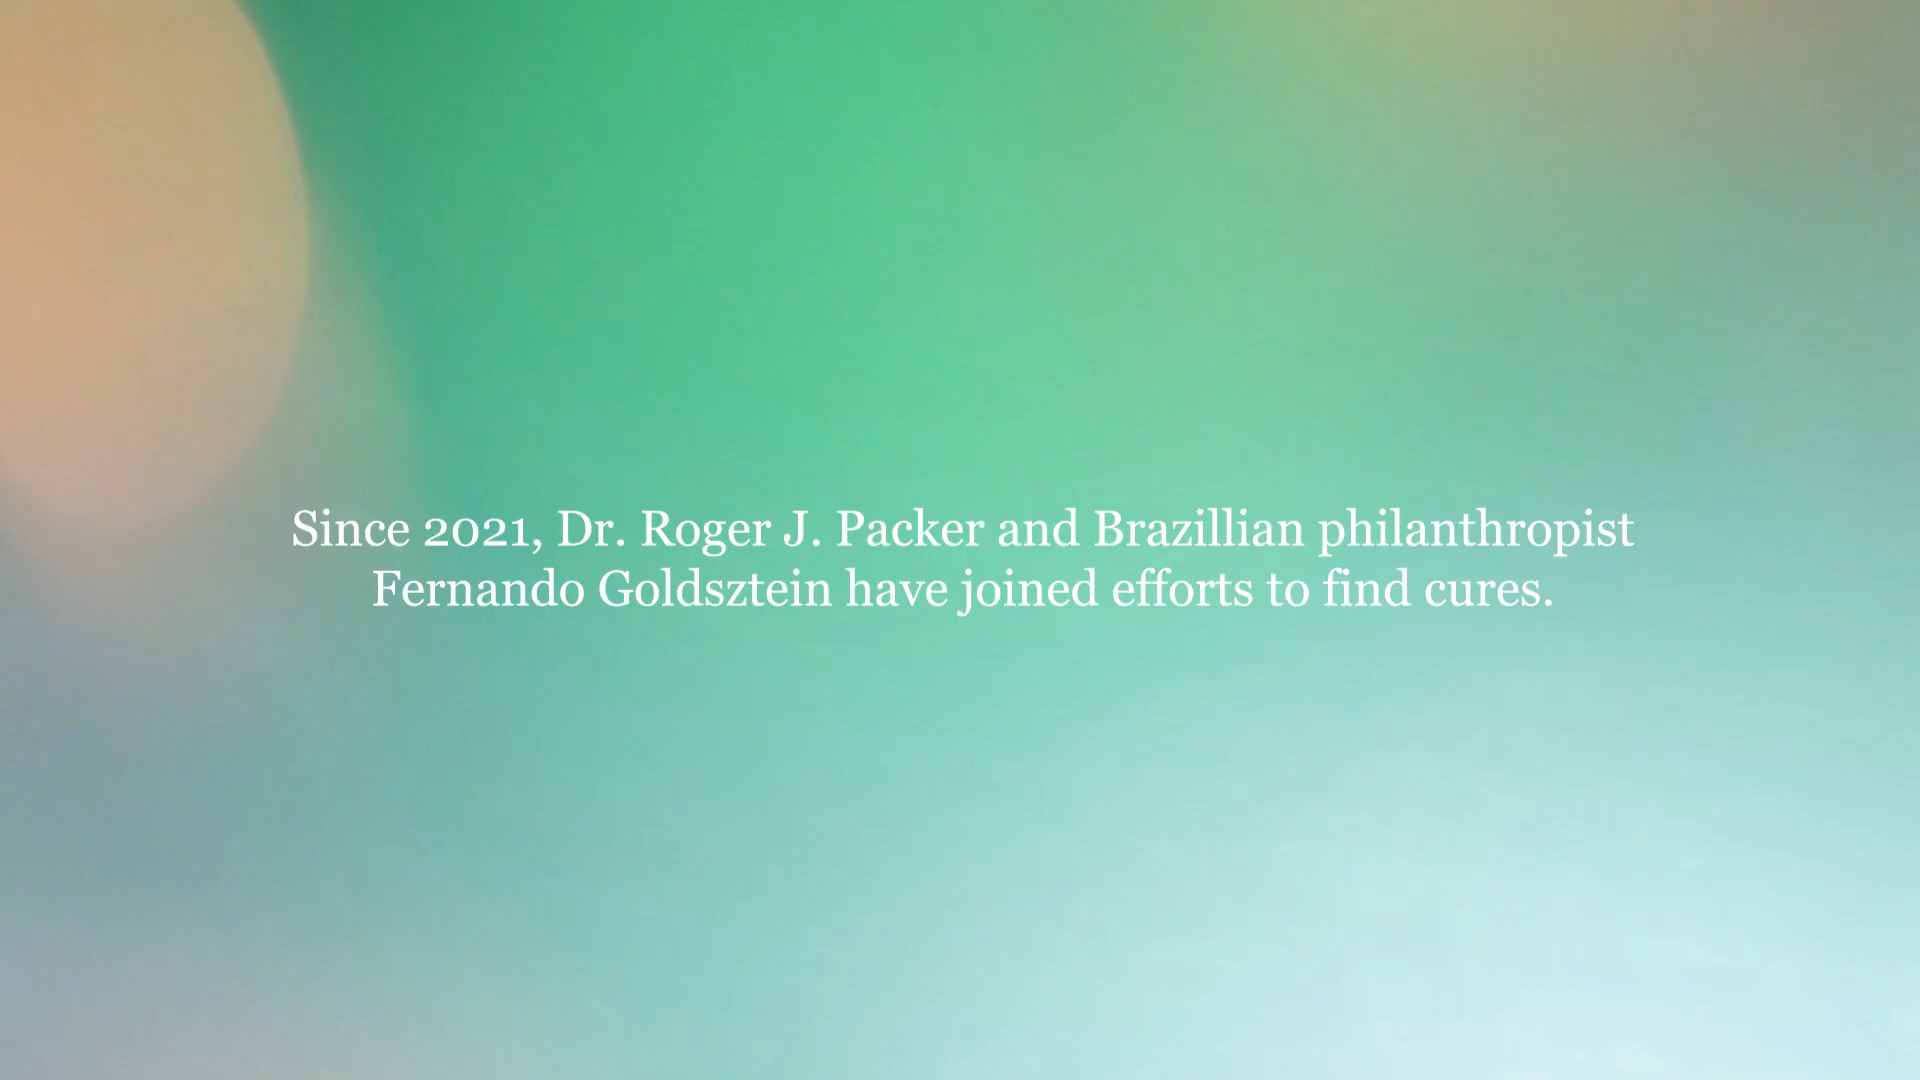 Since 2021, Dr. Roger J. Packer and Brazillian philanthropist
Fernando Goldsztein have joined efforts to find cures.